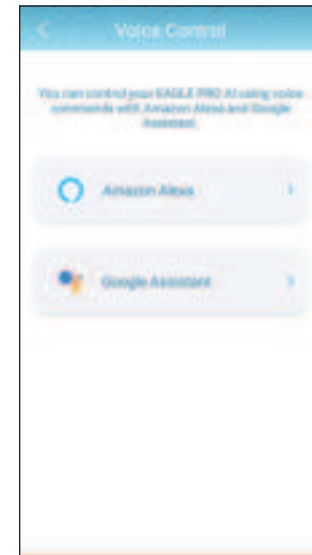 Voice Control
You can control your EAGLE PRO AI using voice
commands with Amazon Alexa and Google
Assistant.
Amazon Alexa
Google Assistant